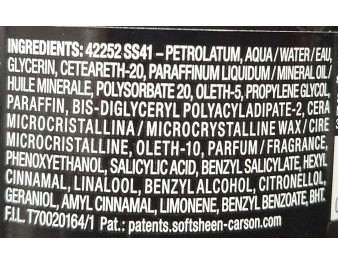 INGREDIENTS: 42252 SS41 – PETROLATUM, AQUA / WATER / EAU,
GLYCERIN, CETEARETH-20, PARAFFINUM LIQUIDUM / MINERAL OIL /
HUILE MINERALE, POLYSORBATE 20, OLETH-5, PROPYLENE GLYCOL,
PARAFFIN, BIS-DIGLYCERYL POLYACYLADIPATE-2, CERA
MICROCRISTALLINA / MICROCRYSTALLINE WAX / CIRE
MICROCRISTALLINE, OLETH-10, PARFUM / FRAGRANCE,
PHENOXYETHANOL, SALICYLIC ACID, BENZYL SALICYLATE, HEXYL
CINNAMAL, LINALOOL, BENZYL ALCOHOL, CITRONELLOL,
GERANIOL, AMYL CINNAMAL, LIMONENE, BENZYL BENZOATE, BHT.
F.I.L. T70020164/1 Pat.: patents.softsheen-carson.com